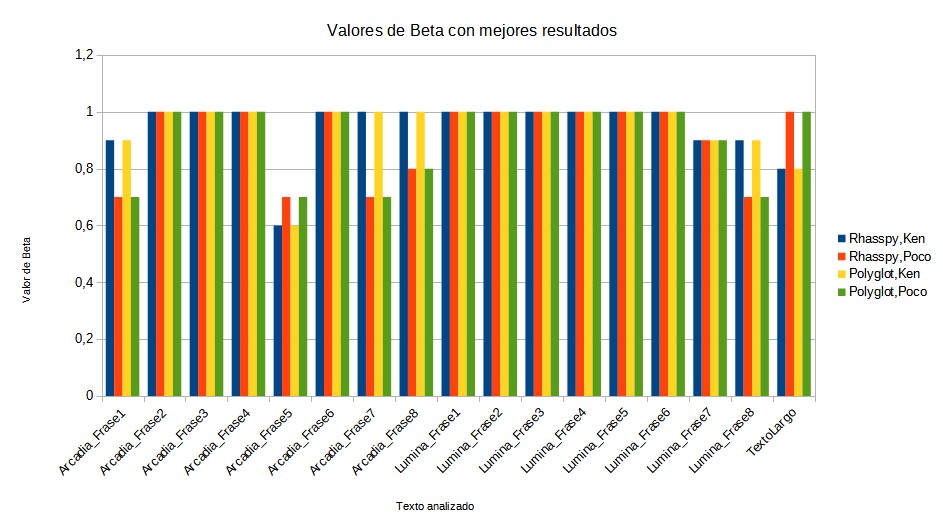 Valores de Beta con mejores resultados
1,2
1
0,8
0,6
0,4
0,2
0
Valor de Beta
Arcadia_Frase1
Arcadia_Frase2
Arcadia_Frase3
Arcadia_Frase4
Arcadia_Frase5
Arcadia_Frase6
Arcadia_Frase7
Arcadia_Frase8
Lumina_Frase1
Lumina_Frase2
Lumina_Frase3
Lumina_Frase4
Lumina_Frase5
Lumina_Frase6
Lumina_Frase7
Lumina_Frase8
TextoLargo
Texto analizado
Rhasspy,Ken
Rhasspy,Poco
Polyglot,Ken
Polyglot,Poco